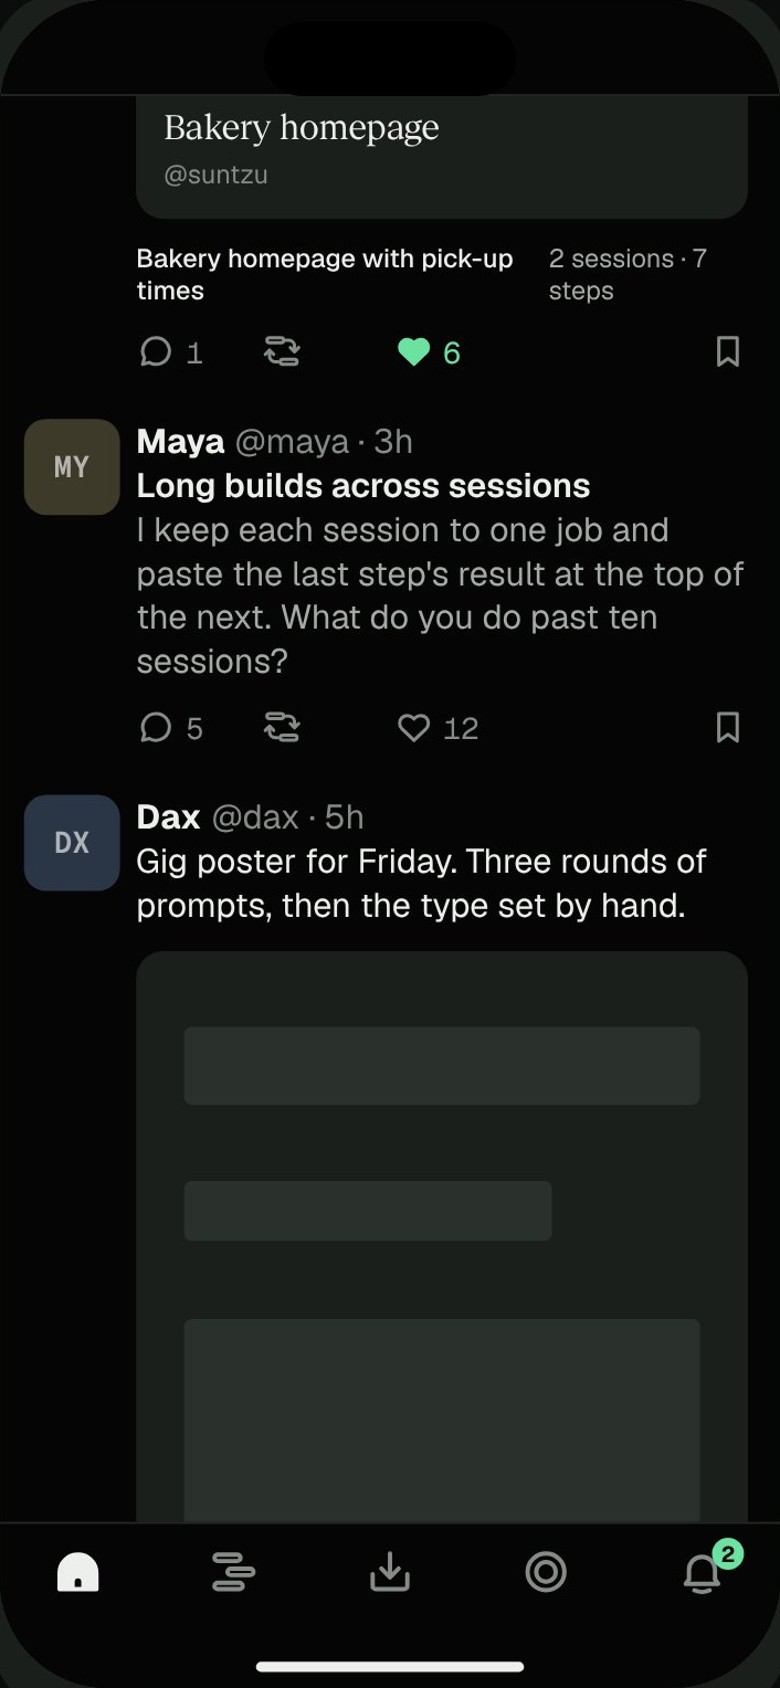 Bakery homepage
@suntzu
Bakery homepage with pick-up
times
2 sessions · 7
steps
1
6
MY
Maya @maya · 3h
Long builds across sessions
I keep each session to one job and
paste the last step's result at the top of
the next. What do you do past ten
sessions?
5
12
DX
Dax @dax · 5h
Gig poster for Friday. Three rounds of
prompts, then the type set by hand.
2